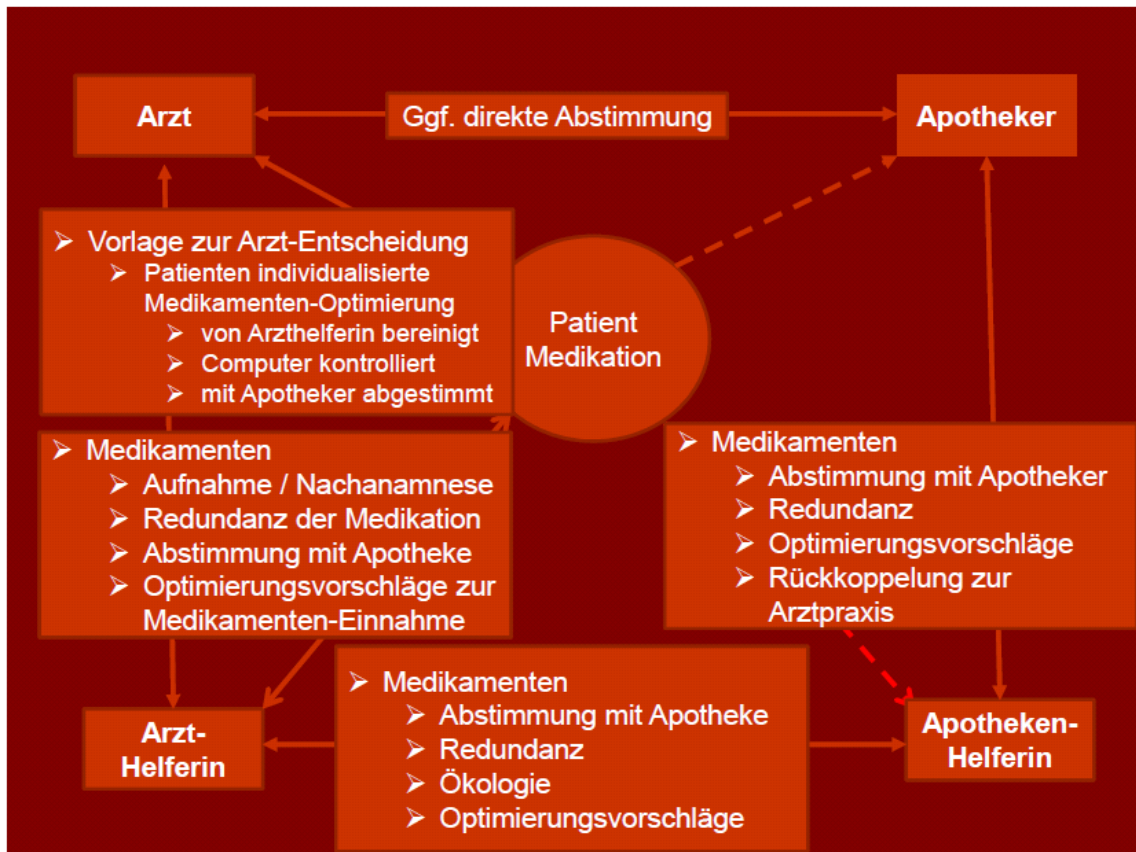 Arzt
Ggf. direkte Abstimmung
Apotheker
➢ Vorlage zur Arzt-Entscheidung
➢ Patienten individualisierte
Medikamenten-Optimierung
➢ von Arzthelferin bereinigt
➢ Computer kontrolliert
➢ mit Apotheker abgestimmt
Patient
Medikation
➢ Medikamenten
➢ Aufnahme / Nachanamnese
➢ Redundanz der Medikation
➢ Abstimmung mit Apotheke
➢ Optimierungsvorschläge zur
Medikamenten-Einnahme
➢ Medikamenten
➢ Abstimmung mit Apotheker
➢ Redundanz
➢ Optimierungsvorschläge
➢ Rückkoppelung zur
Arztpraxis
Arzt-
Helferin
➢ Medikamenten
➢ Abstimmung mit Apotheke
➢ Redundanz
➢ Ökologie
➢ Optimierungsvorschläge
Apotheken-
Helferin